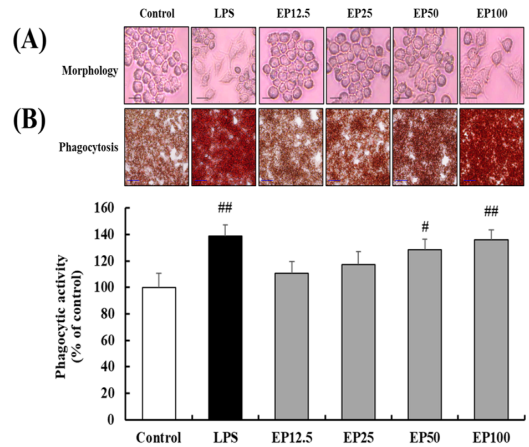 Control LPS EP12.5 EP25 EP50 EP100
(A)
Morphology
(B)
Phagocytosis
160
140
120
100
80
60
40
20
0
Phagocytic activity
(% of control)
## # ##
Control LPS EP12.5 EP25 EP50 EP100